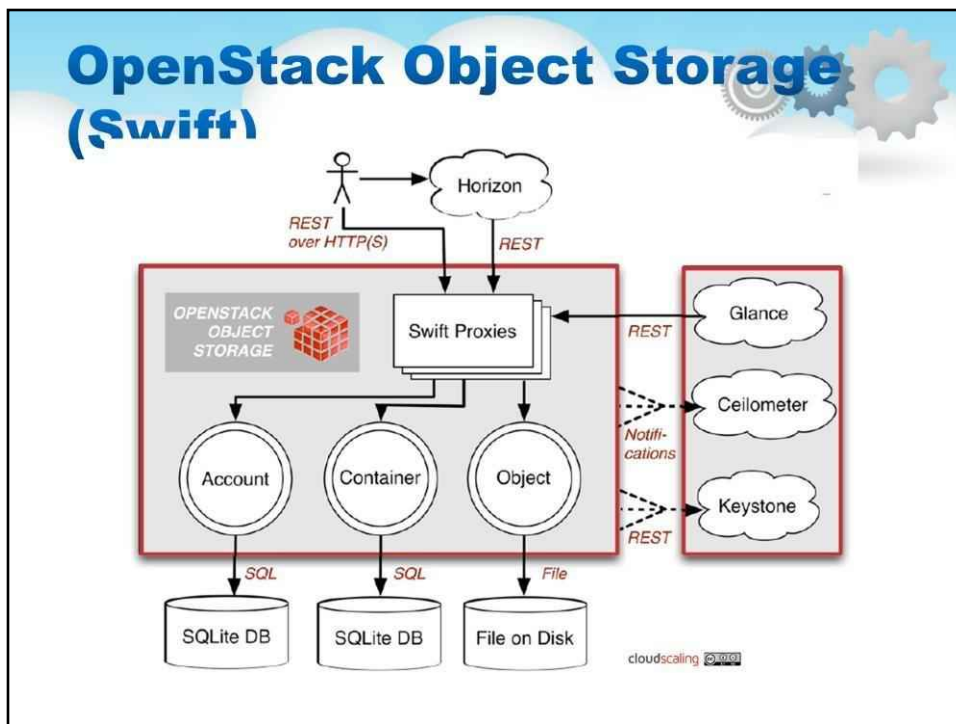 OpenStack Object Storage
(Swift)
Horizon
REST
over HTTP(S)
REST
OPENSTACK
OBJECT
STORAGE
Swift Proxies
REST
Glance
Ceilometer
Notifi-
cations
Account
Container
Object
Keystone
REST
SQL
SQL
File
SQLite DB
SQLite DB
File on Disk
cloudscaling